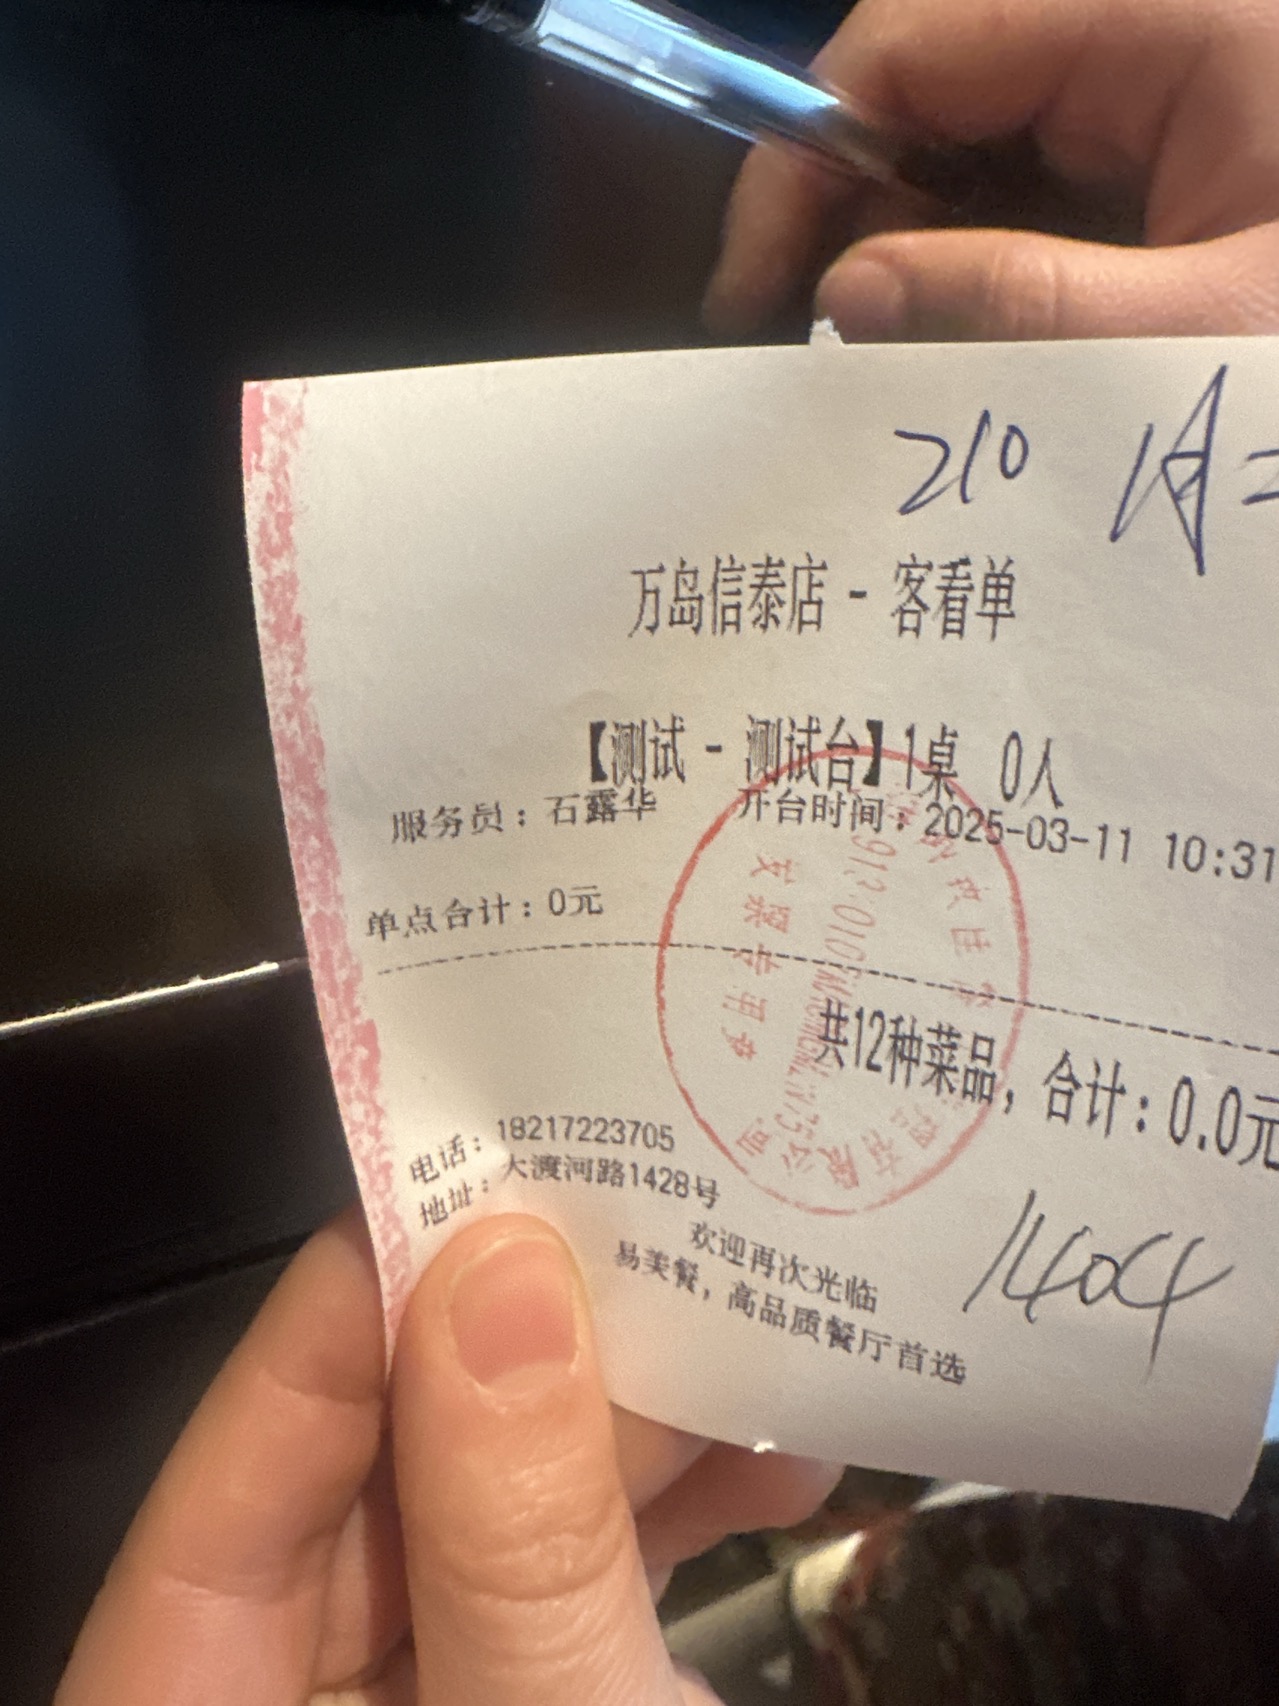 210
万岛信泰店 - 客看单
【测试 - 测试台】1桌 0人
服务员：石露华 开台时间：2025-03-11 10:31
单点合计：0元
共12种菜品，合计：0.0元
电话：18217223705
地址：大渡河路1428号
欢迎再次光临
易美餐，高品质餐厅首选
1404
发票专用